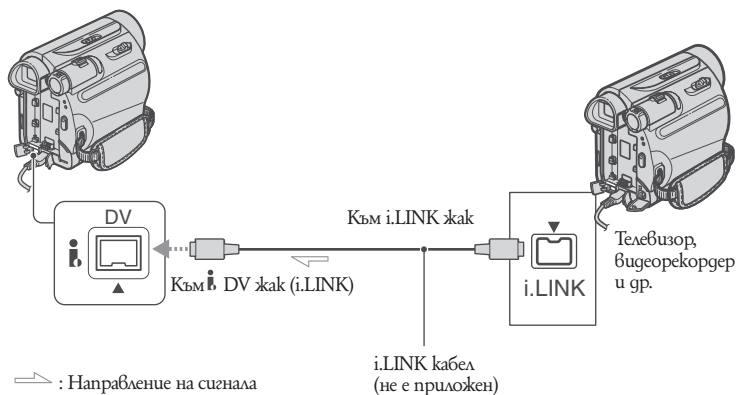 DV
Към i.LINK жак
Към i DV жак (i.LINK)
i.LINK
Телевизор,
видеорекордер
и др.
i.LINK кабел
(не е приложен)
: Направление на сигнала